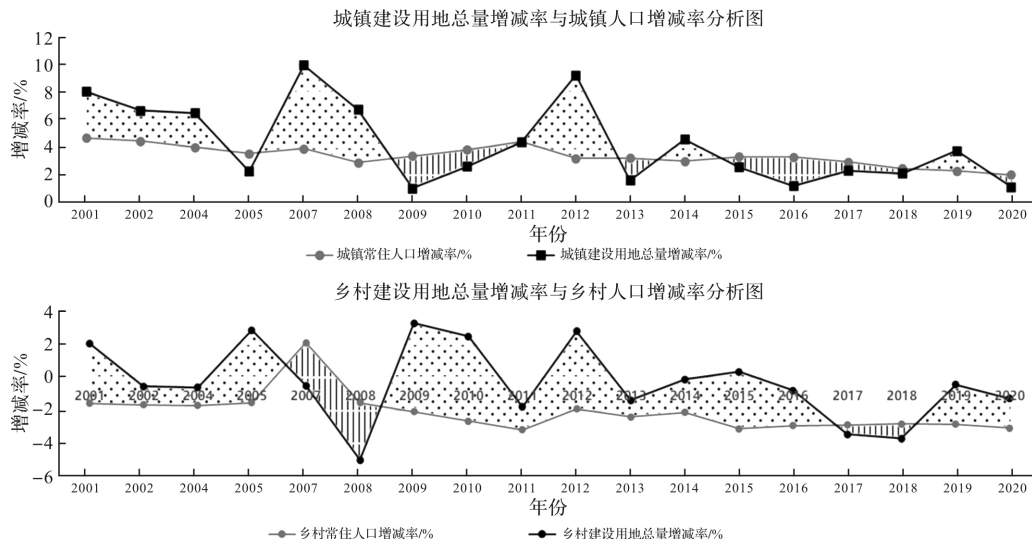 城镇建设用地总量增减率与城镇人口增减率分析图
增减率/%
12
10
8
6
4
2
0
2001 2002 2004 2005 2007 2008 2009 2010 2011 2012 2013 2014 2015 2016 2017 2018 2019 2020
年份
城镇常住人口增减率/% 城镇建设用地总量增减率/%
乡村建设用地总量增减率与乡村人口增减率分析图
增减率/%
4
2
0
−2
−4
−6
2001 2002 2004 2005 2007 2008 2009 2010 2011 2012 2013 2014 2015 2016 2017 2018 2019 2020
2001 2002 2004 2005 2007 2008 2009 2010 2011 2012 2013 2014 2015 2016 2017 2018 2019 2020
年份
乡村常住人口增减率/% 乡村建设用地总量增减率/%